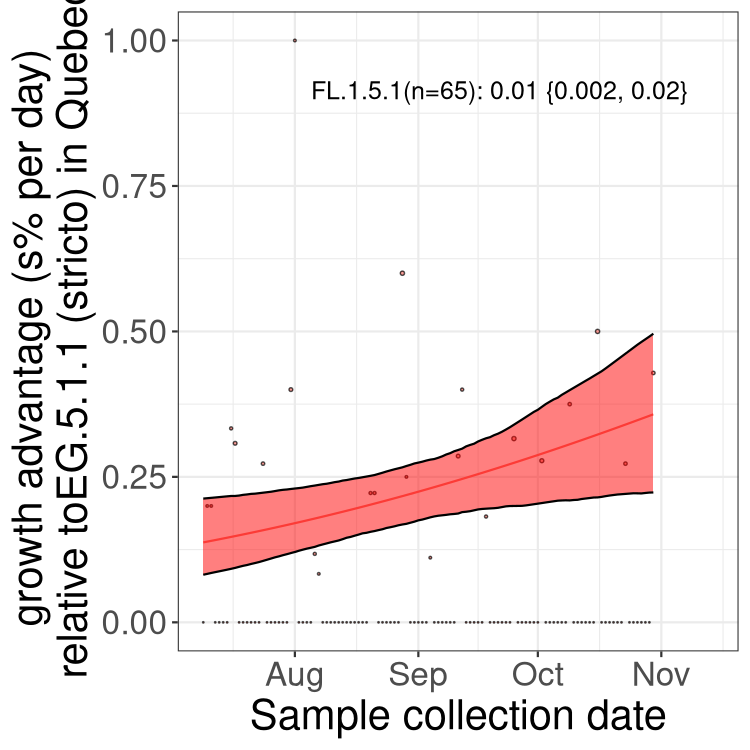 growth advantage (s% per day)
relative toEG.5.1.1 (stricto) in Quebec
1.00
0.75
0.50
0.25
0.00
FL.1.5.1(n=65): 0.01 {0.002, 0.02}
Aug Sep Oct Nov
Sample collection date